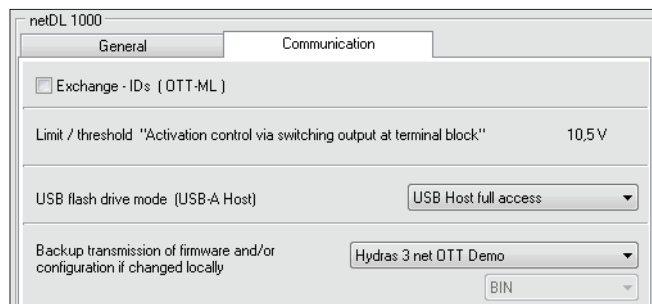 netDL 1000
General
Communication
Exchange - IDs ( OTT-ML )
Limit / threshold "Activation control via switching output at terminal block" 10,5 V
USB flash drive mode (USB-A Host) USB Host full access
Backup transmission of firmware and/or
configuration if changed locally
Hydras 3 net OTT Demo
BIN